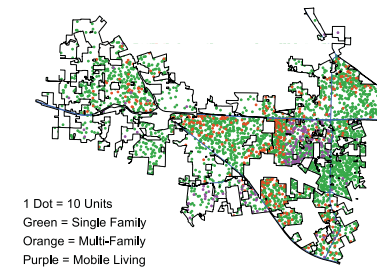 1 Dot = 10 Units
Green = Single Family
Orange = Multi-Family
Purple = Mobile Living